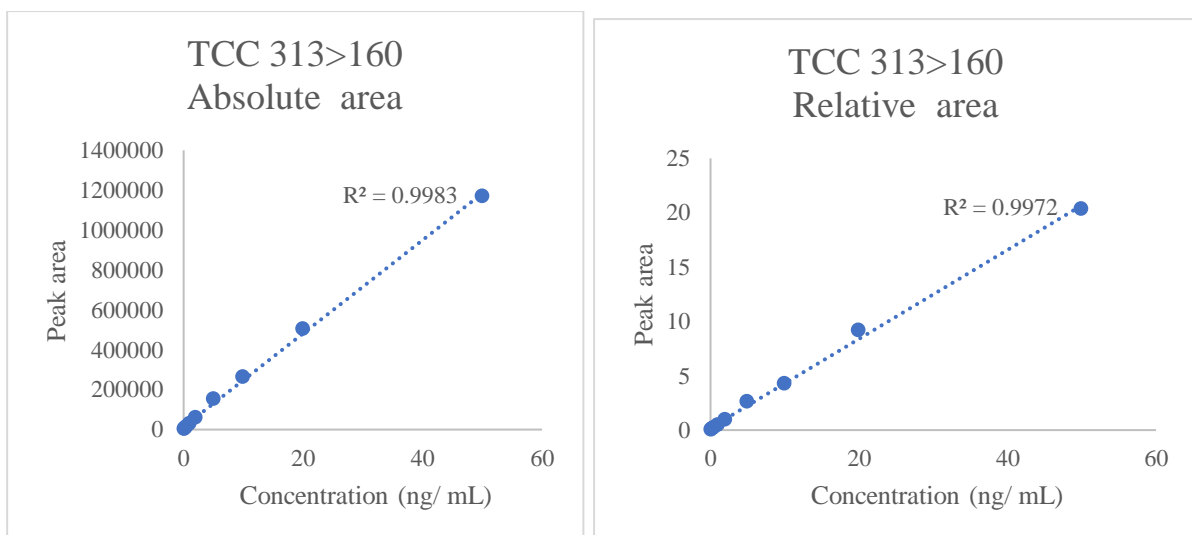 TCC 313>160
Absolute area
1400000
1200000
1000000
800000
600000
400000
200000
0
R² = 0.9983
Peak area
0 20 40 60
Concentration (ng/ mL)
TCC 313>160
Relative area
25
20
15
10
5
0
R² = 0.9972
Peak area
0 20 40 60
Concentration (ng/ mL)